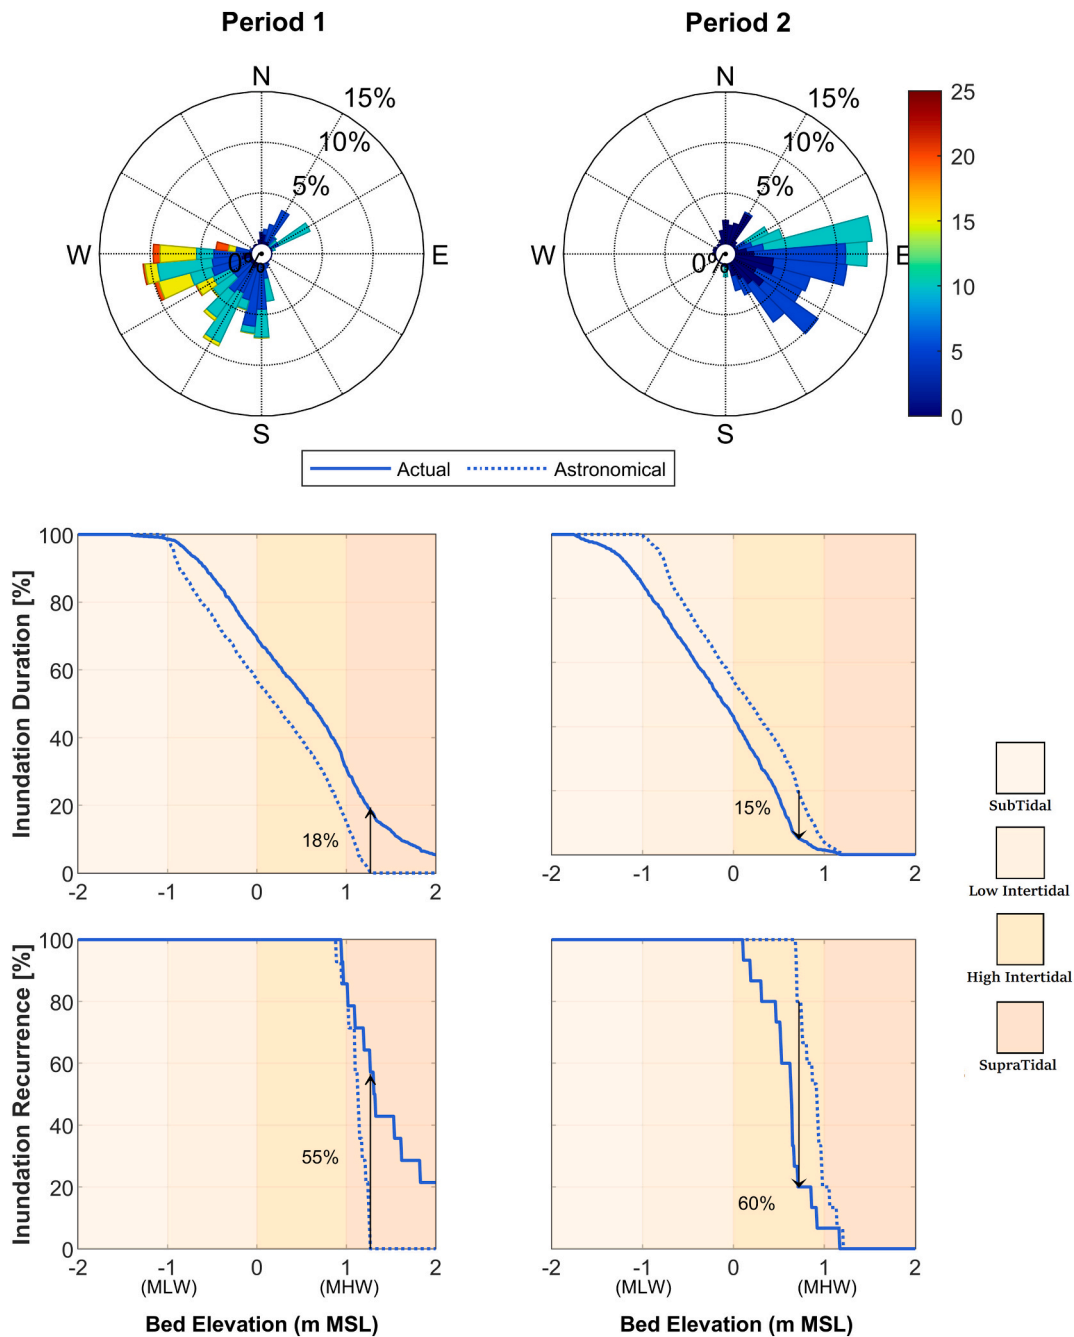 Period 1
Period 2
N
15%
10%
5%
0%
W
E
S
N
15%
10%
5%
0%
W
E
S
25
20
15
10
5
0
Actual
Astronomical
Inundation Duration [%]
100
80
60
40
20
0
18%
-2
-1
0
1
2
15%
-2
-1
0
1
2
Inundation Recurrence [%]
100
80
60
40
20
0
55%
-2
-1
0
1
2
(MLW)
(MHW)
Bed Elevation (m MSL)
60%
-2
-1
0
1
2
(MLW)
(MHW)
Bed Elevation (m MSL)
SubTidal
Low Intertidal
High Intertidal
SupraTidal